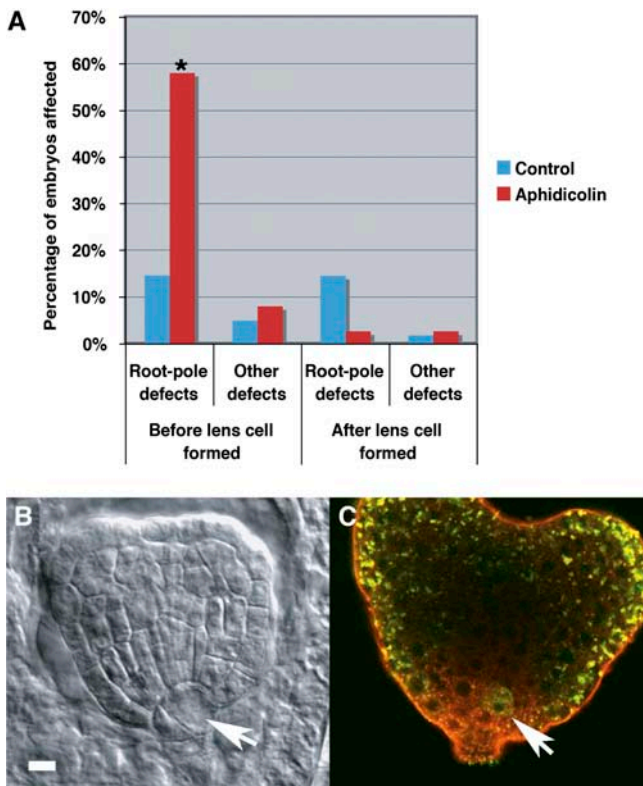 A
70%
60%
50%
40%
30%
20%
10%
0%
Percentage of embryos affected
*
Control
Aphidicolin
Root-pole defects
Other defects
Root-pole defects
Other defects
Before lens cell formed
After lens cell formed
B
C